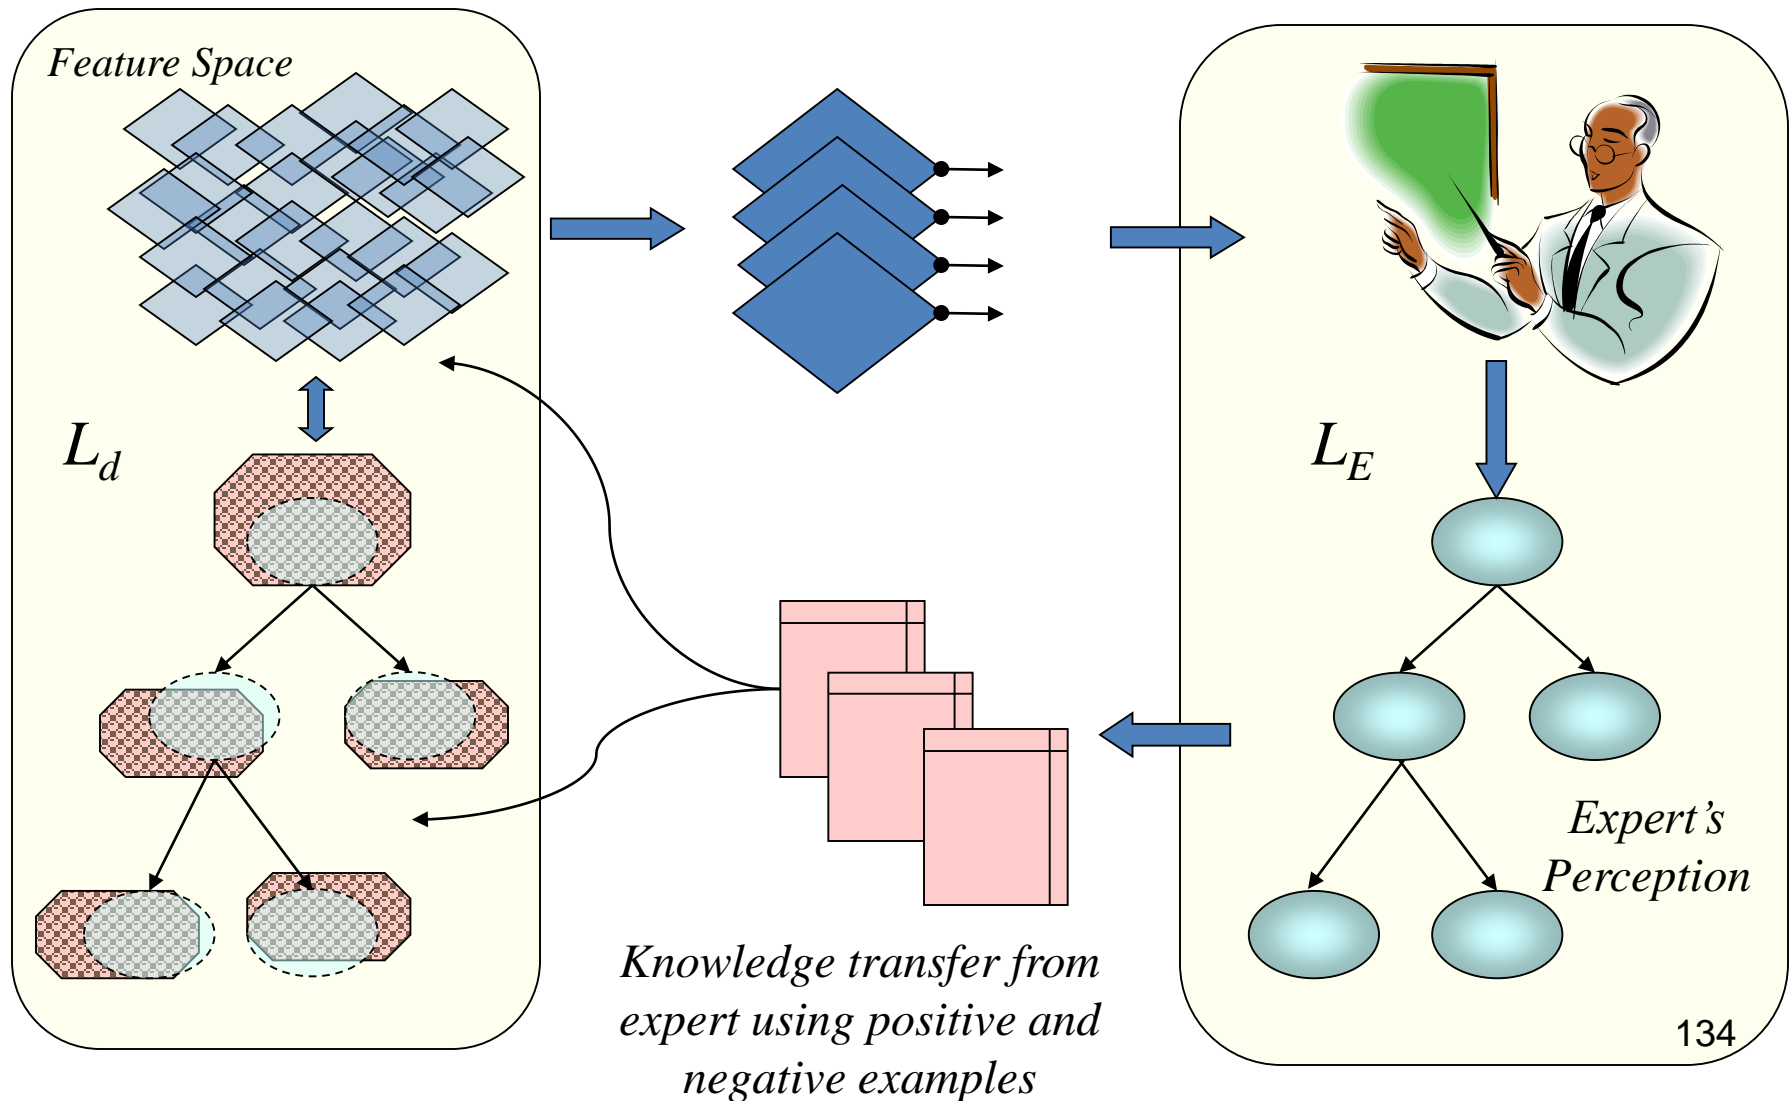 Feature Space
L_d
L_E
Expert’s
Perception
Knowledge transfer from
expert using positive and
negative examples
134